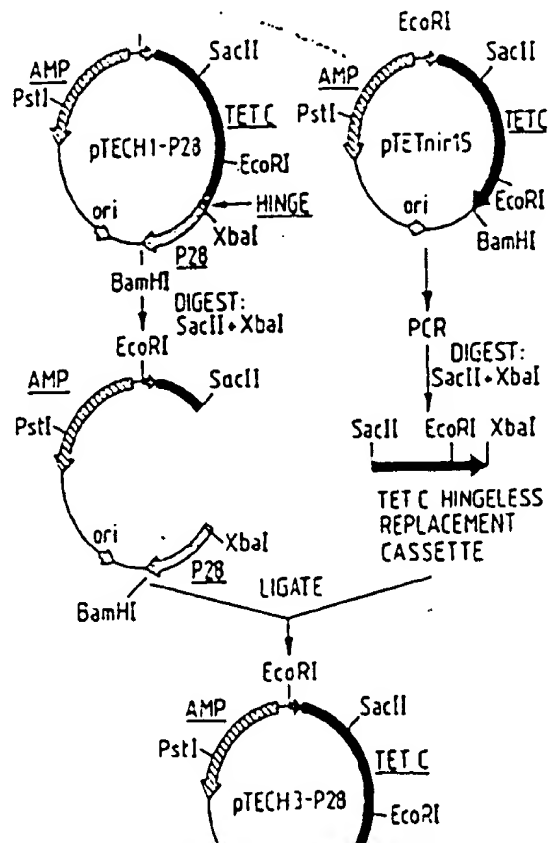 EcoRI
SacII
AMP
PstI
TET C
pTECH1-P28
EcoRI
ori
HINGE
XbaI
P28
BamHI
SacII
AMP
PstI
TETC
pTETnir15
EcoRI
ori
BamHI
DIGEST:
SacII+XbaI
EcoRI
SacII
AMP
PstI
ori
XbaI
P28
BamHI
PCR
DIGEST:
SacII+XbaI
SacII EcoRI XbaI
TET C HINGELESS
REPLACEMENT
CASSETTE
LIGATE
EcoRI
SacII
AMP
PstI
TET C
pTECH3-P28
EcoRI